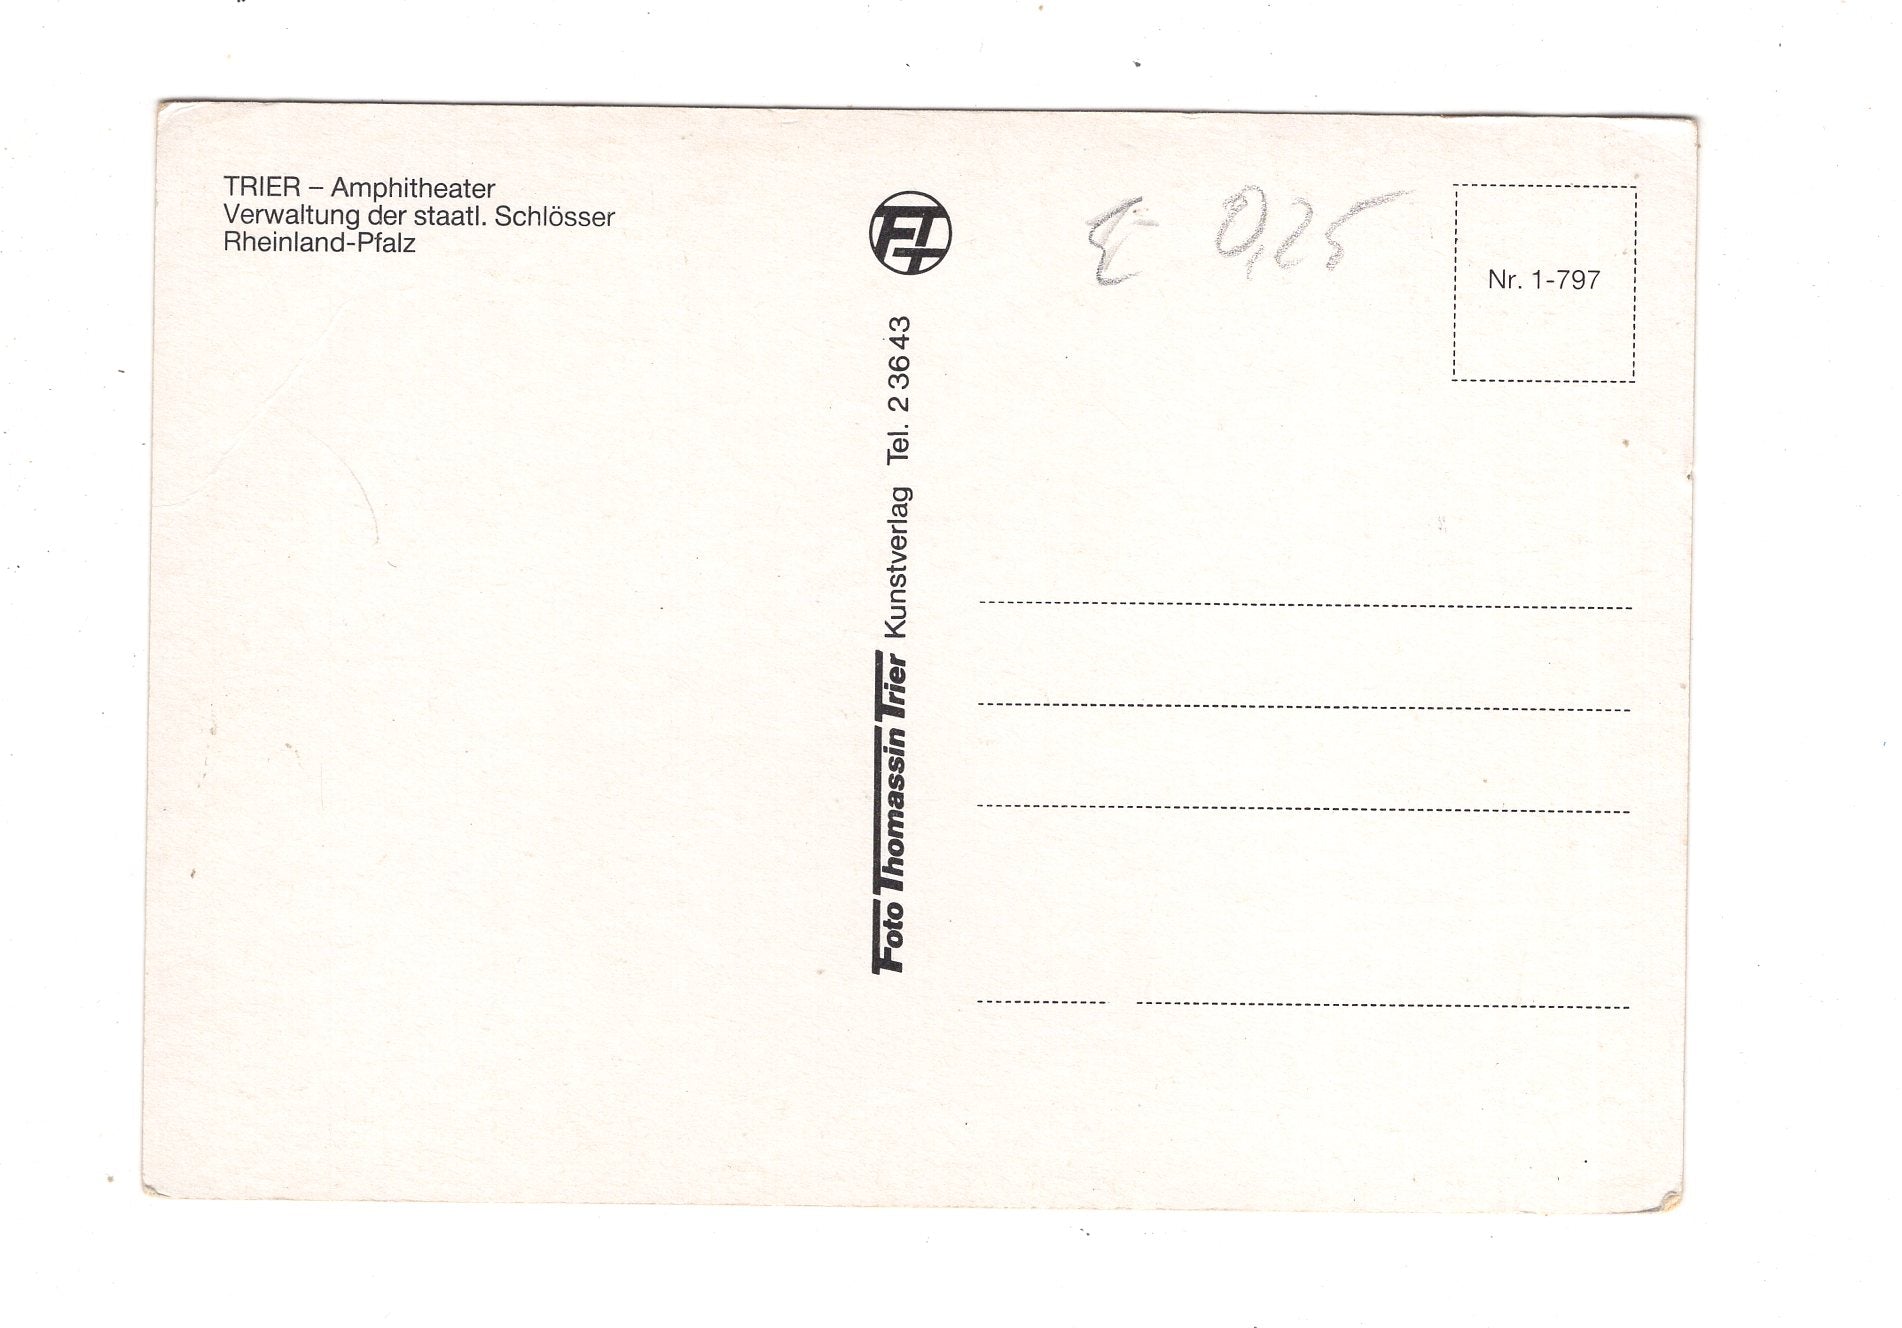 TRIER – Amphitheater
Verwaltung der staatl. Schlösser
Rheinland-Pfalz
FTT
€ 0,25
Nr. 1-797
Foto Thomassin Trier Kunstverlag Tel. 2 36 43